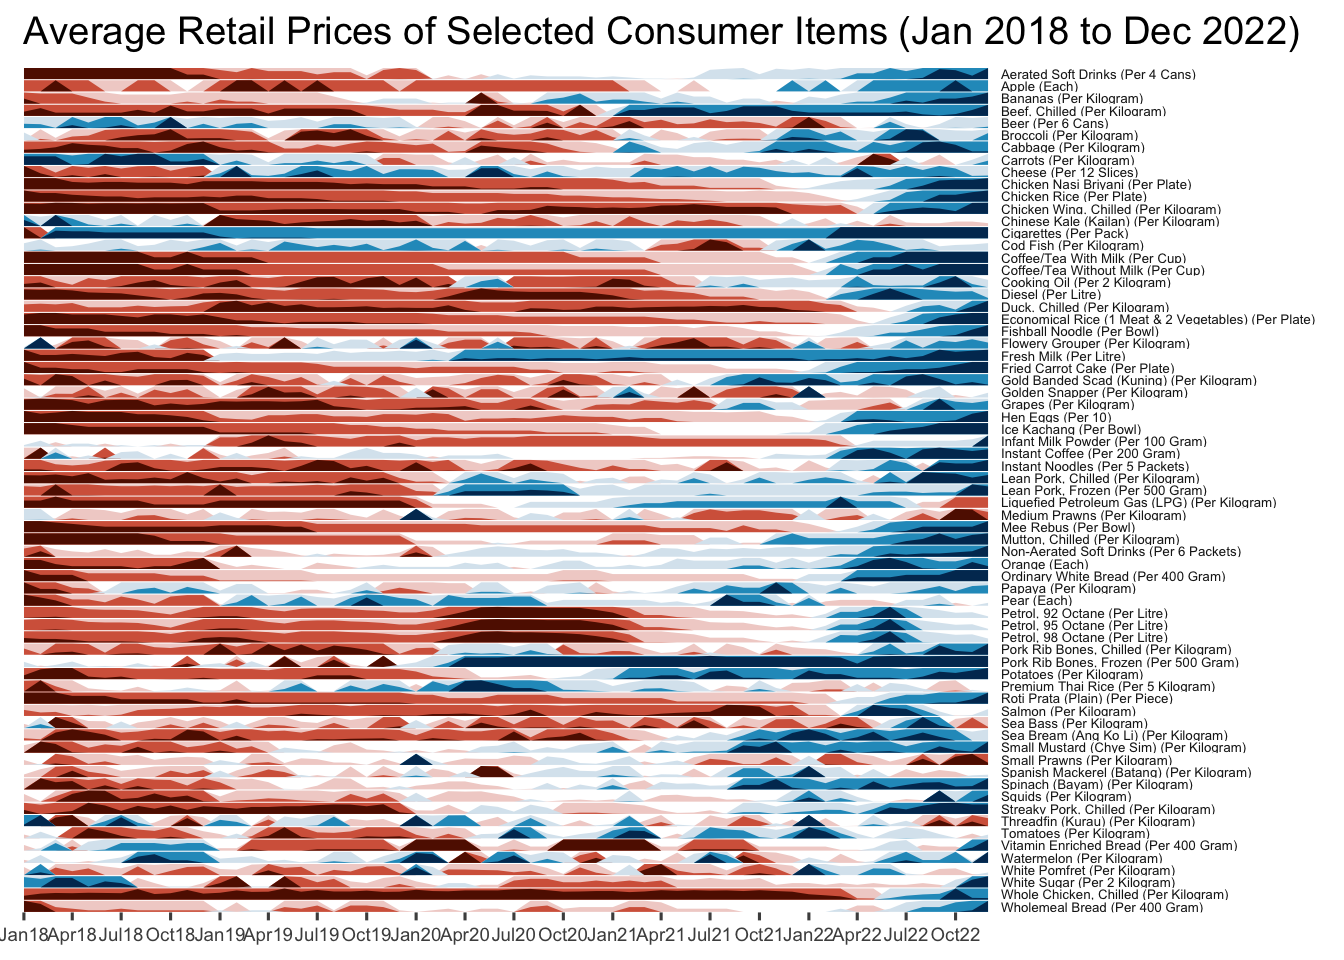 Average Retail Prices of Selected Consumer Items (Jan 2018 to Dec 2022)
Aerated Soft Drinks (Per 4 Cans)
Apple (Each)
Bananas (Per Kilogram)
Beef, Chilled (Per Kilogram)
Beer (Per 6 Cans)
Broccoli (Per Kilogram)
Cabbage (Per Kilogram)
Carrots (Per Kilogram)
Cheese (Per 12 Slices)
Chicken Nasi Briyani (Per Plate)
Chicken Rice (Per Plate)
Chicken Wing, Chilled (Per Kilogram)
Chinese Kale (Kailan) (Per Kilogram)
Cigarettes (Per Pack)
Cod Fish (Per Kilogram)
Coffee/Tea With Milk (Per Cup)
Coffee/Tea Without Milk (Per Cup)
Cooking Oil (Per 2 Kilogram)
Diesel (Per Litre)
Duck, Chilled (Per Kilogram)
Economical Rice (1 Meat & 2 Vegetables) (Per Plate)
Fishball Noodle (Per Bowl)
Flowery Grouper (Per Kilogram)
Fresh Milk (Per Litre)
Fried Carrot Cake (Per Plate)
Gold Banded Scad (Kuning) (Per Kilogram)
Golden Snapper (Per Kilogram)
Grapes (Per Kilogram)
Hen Eggs (Per 10)
Ice Kachang (Per Bowl)
Infant Milk Powder (Per 100 Gram)
Instant Coffee (Per 200 Gram)
Instant Noodles (Per 5 Packets)
Lean Pork, Chilled (Per Kilogram)
Lean Pork, Frozen (Per 500 Gram)
Liquefied Petroleum Gas (LPG) (Per Kilogram)
Medium Prawns (Per Kilogram)
Mee Rebus (Per Bowl)
Mutton, Chilled (Per Kilogram)
Non-Aerated Soft Drinks (Per 6 Packets)
Orange (Each)
Ordinary White Bread (Per 400 Gram)
Papaya (Per Kilogram)
Pear (Each)
Petrol, 92 Octane (Per Litre)
Petrol, 95 Octane (Per Litre)
Petrol, 98 Octane (Per Litre)
Pork Rib Bones, Chilled (Per Kilogram)
Pork Rib Bones, Frozen (Per 500 Gram)
Potatoes (Per Kilogram)
Premium Thai Rice (Per 5 Kilogram)
Roti Prata (Plain) (Per Piece)
Salmon (Per Kilogram)
Sea Bass (Per Kilogram)
Sea Bream (Ang Ko Li) (Per Kilogram)
Small Mustard (Chye Sim) (Per Kilogram)
Small Prawns (Per Kilogram)
Spanish Mackerel (Batang) (Per Kilogram)
Spinach (Bayam) (Per Kilogram)
Squids (Per Kilogram)
Streaky Pork, Chilled (Per Kilogram)
Threadfin (Kurau) (Per Kilogram)
Tomatoes (Per Kilogram)
Vitamin Enriched Bread (Per 400 Gram)
Watermelon (Per Kilogram)
White Pomfret (Per Kilogram)
White Sugar (Per 2 Kilogram)
Whole Chicken, Chilled (Per Kilogram)
Wholemeal Bread (Per 400 Gram)
Jan18 Apr18 Jul18 Oct18 Jan19 Apr19 Jul19 Oct19 Jan20 Apr20 Jul20 Oct20 Jan21 Apr21 Jul21 Oct21 Jan22 Apr22 Jul22 Oct22